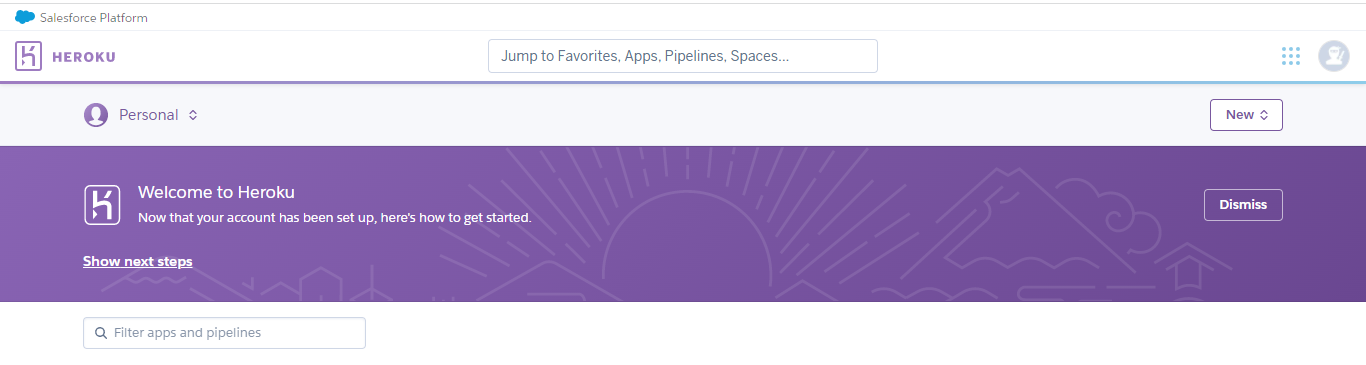 Salesforce Platform
HEROKU
Jump to Favorites, Apps, Pipelines, Spaces...
Personal
New
Welcome to Heroku
Now that your account has been set up, here's how to get started.
Dismiss
Show next steps
Filter apps and pipelines